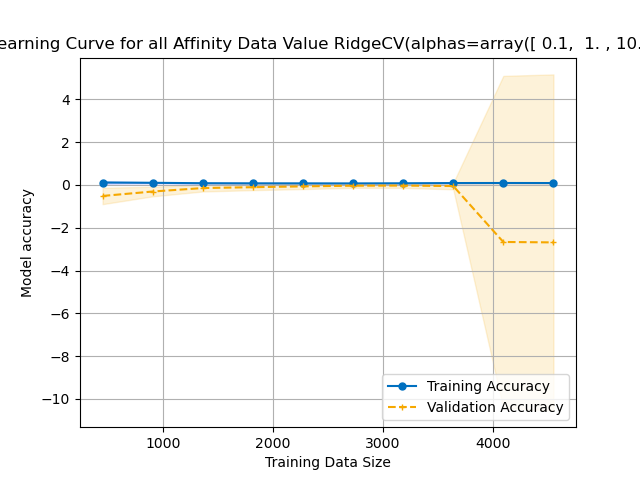 earning Curve for all Affinity Data Value RidgeCV(alphas=array([ 0.1,  1. , 10.
4
2
0
−2
−4
−6
−8
−10
Model accuracy
Training Accuracy
Validation Accuracy
1000
2000
3000
4000
Training Data Size